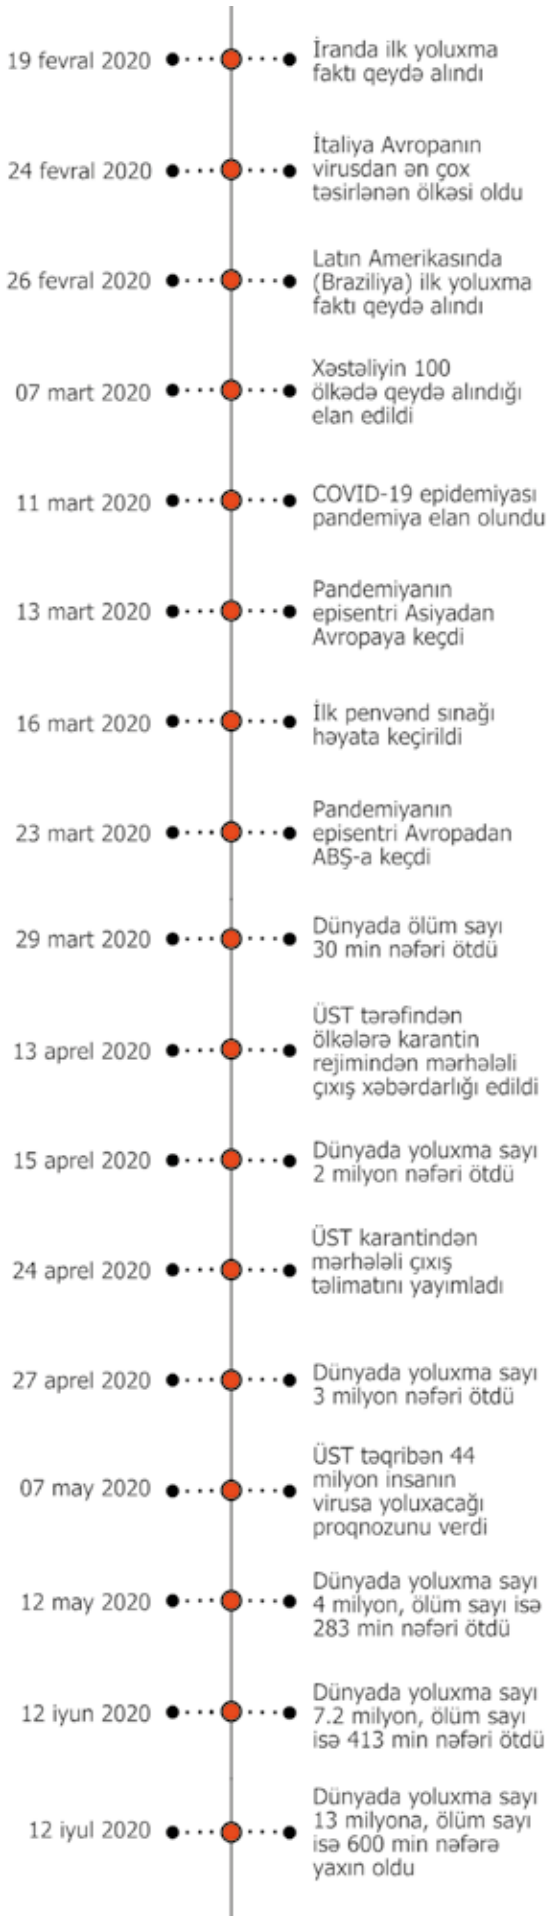 19 fevral 2020
İranda ilk yoluxma
faktı qeydə alındı
24 fevral 2020
İtaliya Avropanın
virusdan ən çox
təsirlənən ölkəsi oldu
26 fevral 2020
Latın Amerikasında
(Braziliya) ilk yoluxma
faktı qeydə alındı
07 mart 2020
Xəstəliyin 100
ölkədə qeydə alındığı
elan edildi
11 mart 2020
COVID-19 epidemiyası
pandemiya elan olundu
13 mart 2020
Pandemiyanın
episentri Asiyadan
Avropaya keçdi
16 mart 2020
İlk penvənd sınağı
həyata keçirildi
23 mart 2020
Pandemiyanın
episentri Avropadan
ABŞ-a keçdi
29 mart 2020
Dünyada ölüm sayı
30 min nəfəri ötdü
13 aprel 2020
ÜST tərəfindən
ölkələrə karantin
rejimindən mərhələli
çıxış xəbərdarlığı edildi
15 aprel 2020
Dünyada yoluxma sayı
2 milyon nəfəri ötdü
24 aprel 2020
ÜST karantindən
mərhələli çıxış
təlimatını yayımladı
27 aprel 2020
Dünyada yoluxma sayı
3 milyon nəfəri ötdü
07 may 2020
ÜST təqribən 44
milyon insanın
virusa yoluxacağı
proqnozunu verdi
12 may 2020
Dünyada yoluxma sayı
4 milyon, ölüm sayı isə
283 min nəfəri ötdü
12 iyun 2020
Dünyada yoluxma sayı
7.2 milyon, ölüm sayı
isə 413 min nəfəri ötdü
12 iyul 2020
Dünyada yoluxma sayı
13 milyona, ölüm sayı
isə 600 min nəfərə
yaxın oldu